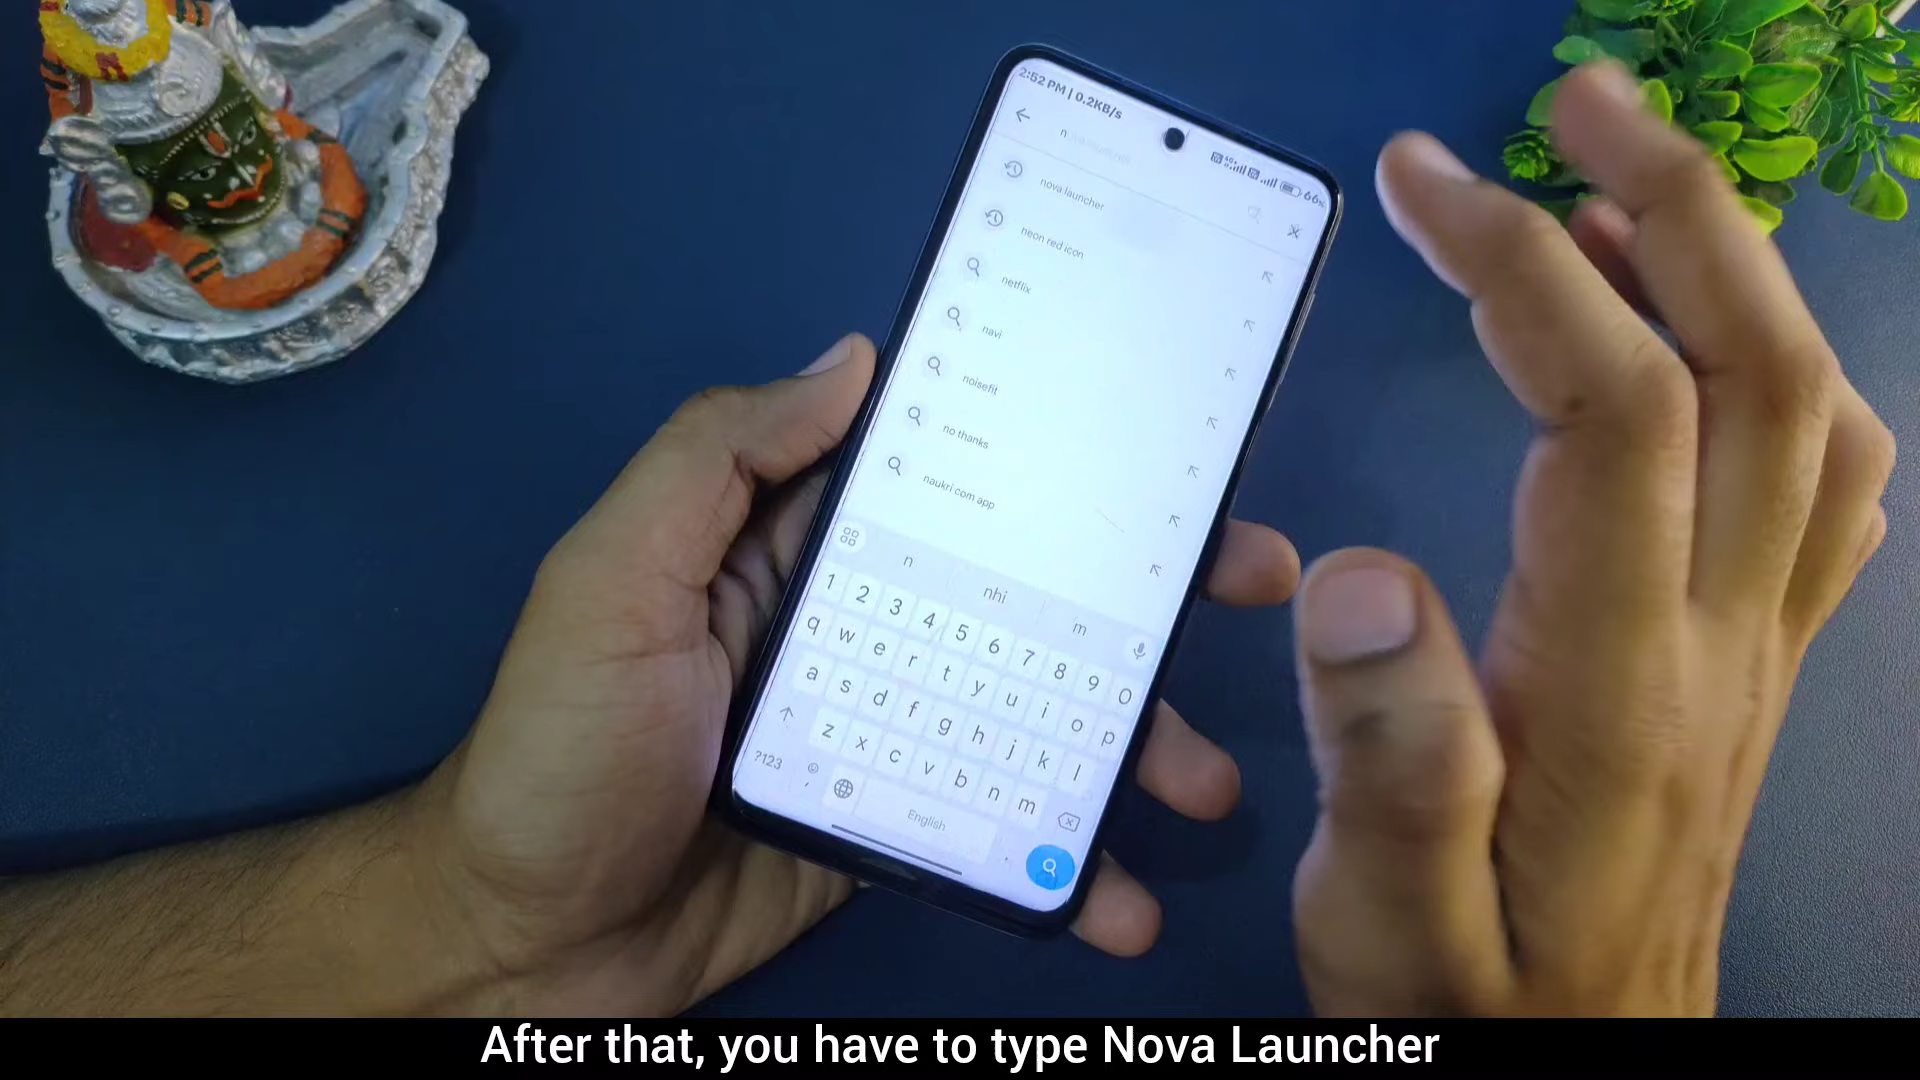 2:52 PM | 0.2KB/s
66%
n
nova launcher
neon red icon
netflix
navi
noisefit
no thanks
naukri com app
n nhi m
1 2 3 4 5 6 7 8 9 0
q w e r t y u i o p
a s d f g h j k l
z x c v b n m
?123 , English .
After that, you have to type Nova Launcher